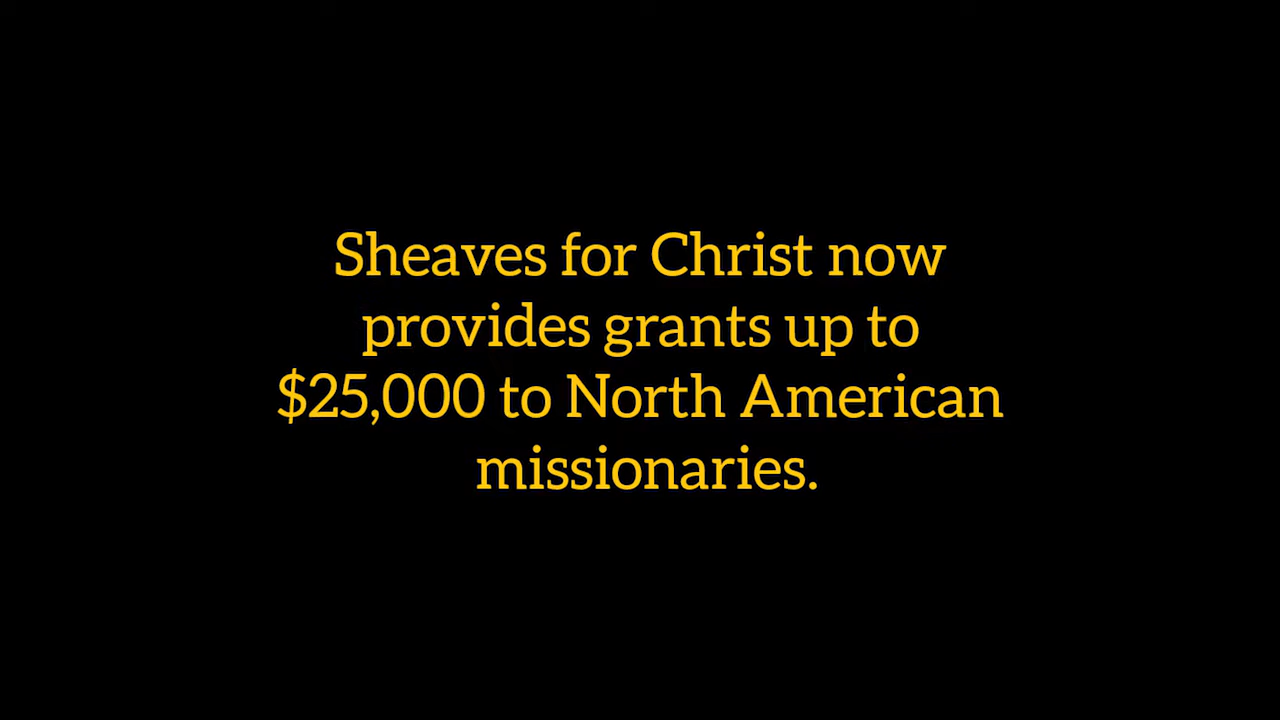 Sheaves for Christ now
provides grants up to
$25,000 to North American
missionaries.